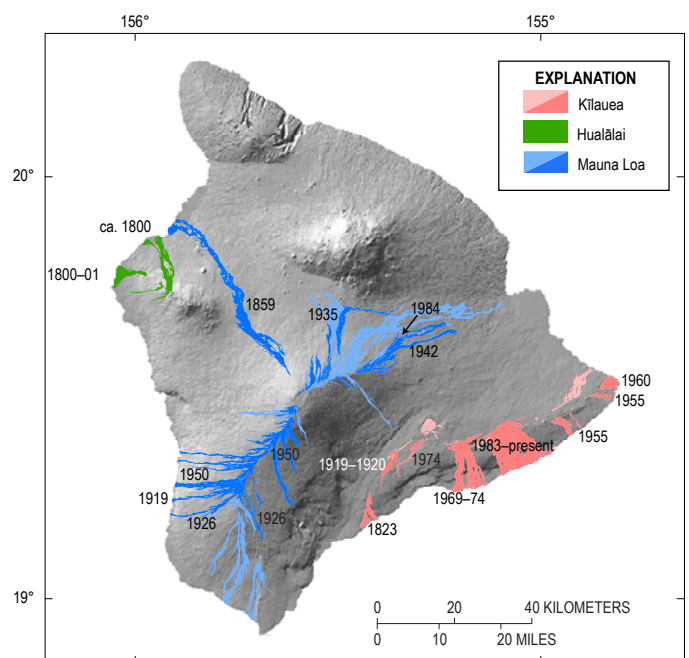 156°
155°
EXPLANATION
Kīlauea
Hualālai
Mauna Loa
20°
ca. 1800
1800–01
1859
1935
1984
1942
1960
1955
1955
1983–present
1950
1919–1920
1974
1950
1919
1969–74
1926
1926
1823
19°
0 20 40 KILOMETERS
0 10 20 MILES